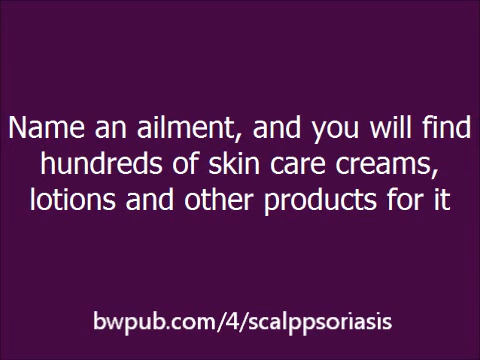 Name an ailment, and you will find
hundreds of skin care creams,
lotions and other products for it
bwpub.com/4/scalppsoriasis